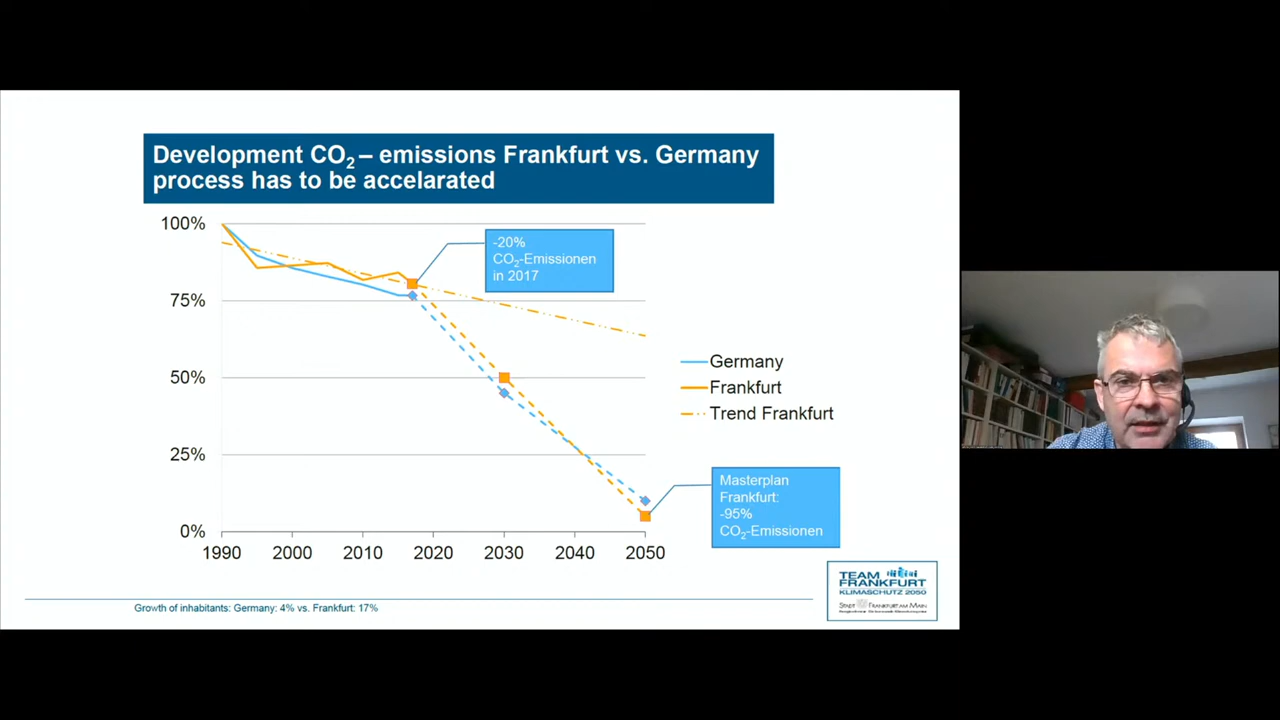 Development CO₂ – emissions Frankfurt vs. Germany
process has to be accelarated
100%
75%
50%
25%
0%
1990 2000 2010 2020 2030 2040 2050
-20%
CO₂-Emissionen
in 2017
Germany
Frankfurt
Trend Frankfurt
Masterplan
Frankfurt:
-95%
CO₂-Emissionen
Growth of inhabitants: Germany: 4% vs. Frankfurt: 17%
TEAM
FRANKFURT
KLIMASCHUTZ 2050
STADT FRANKFURT AM MAIN